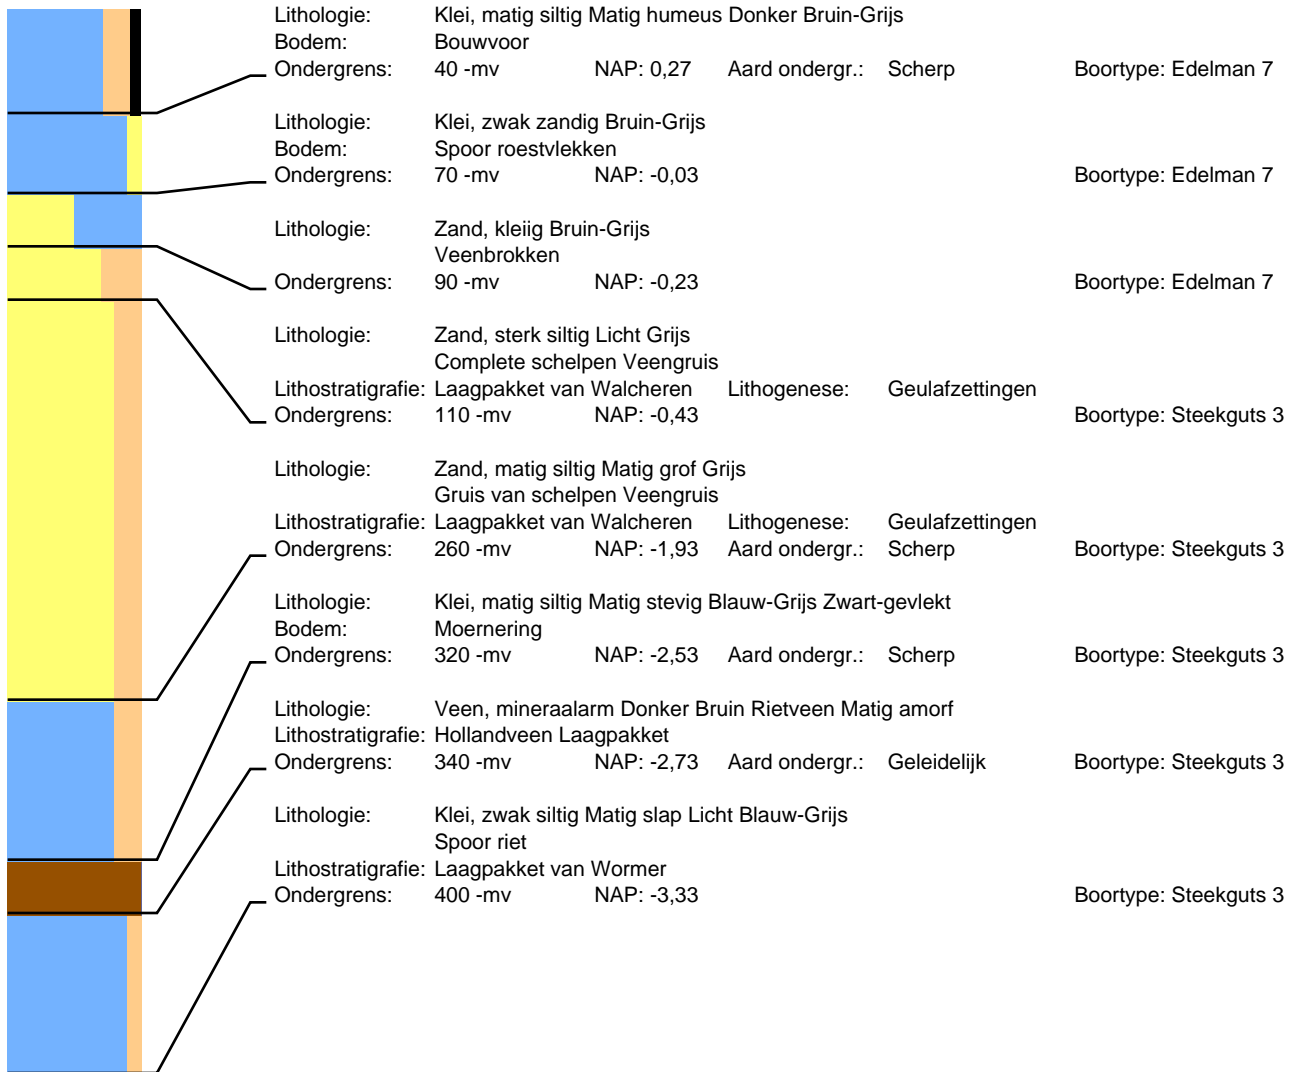 Lithologie: Klei, matig siltig Matig humeus Donker Bruin-Grijs
Bodem: Bouwvoor
Ondergrens: 40 -mv NAP: 0,27 Aard ondergr.: Scherp Boortype: Edelman 7
Lithologie: Klei, zwak zandig Bruin-Grijs
Bodem: Spoor roestvlekken
Ondergrens: 70 -mv NAP: -0,03 Boortype: Edelman 7
Lithologie: Zand, kleiig Bruin-Grijs
Veenbrokken
Ondergrens: 90 -mv NAP: -0,23 Boortype: Edelman 7
Lithologie: Zand, sterk siltig Licht Grijs
Complete schelpen Veengruis
Lithostratigrafie: Laagpakket van Walcheren Lithogenese: Geulafzettingen
Ondergrens: 110 -mv NAP: -0,43 Boortype: Steekguts 3
Lithologie: Zand, matig siltig Matig grof Grijs
Gruis van schelpen Veengruis
Lithostratigrafie: Laagpakket van Walcheren Lithogenese: Geulafzettingen
Ondergrens: 260 -mv NAP: -1,93 Aard ondergr.: Scherp Boortype: Steekguts 3
Lithologie: Klei, matig siltig Matig stevig Blauw-Grijs Zwart-gevlekt
Bodem: Moernering
Ondergrens: 320 -mv NAP: -2,53 Aard ondergr.: Scherp Boortype: Steekguts 3
Lithologie: Veen, mineraalarm Donker Bruin Rietveen Matig amorf
Lithostratigrafie: Hollandveen Laagpakket
Ondergrens: 340 -mv NAP: -2,73 Aard ondergr.: Geleidelijk Boortype: Steekguts 3
Lithologie: Klei, zwak siltig Matig slap Licht Blauw-Grijs
Spoor riet
Lithostratigrafie: Laagpakket van Wormer
Ondergrens: 400 -mv NAP: -3,33 Boortype: Steekguts 3